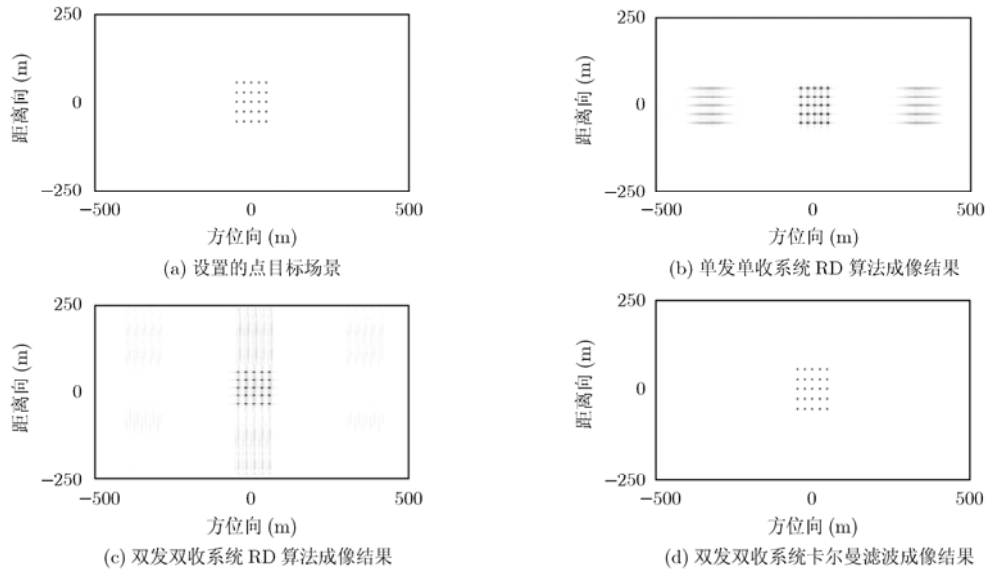 250
距离向 (m)
0
−250
−500
0
500
方位向 (m)
(a) 设置的点目标场景
250
距离向 (m)
0
−250
−500
0
500
方位向 (m)
(b) 单发单收系统 RD 算法成像结果
250
距离向 (m)
0
−250
−500
0
500
方位向 (m)
(c) 双发双收系统 RD 算法成像结果
250
距离向 (m)
0
−250
−500
0
500
方位向 (m)
(d) 双发双收系统卡尔曼滤波成像结果